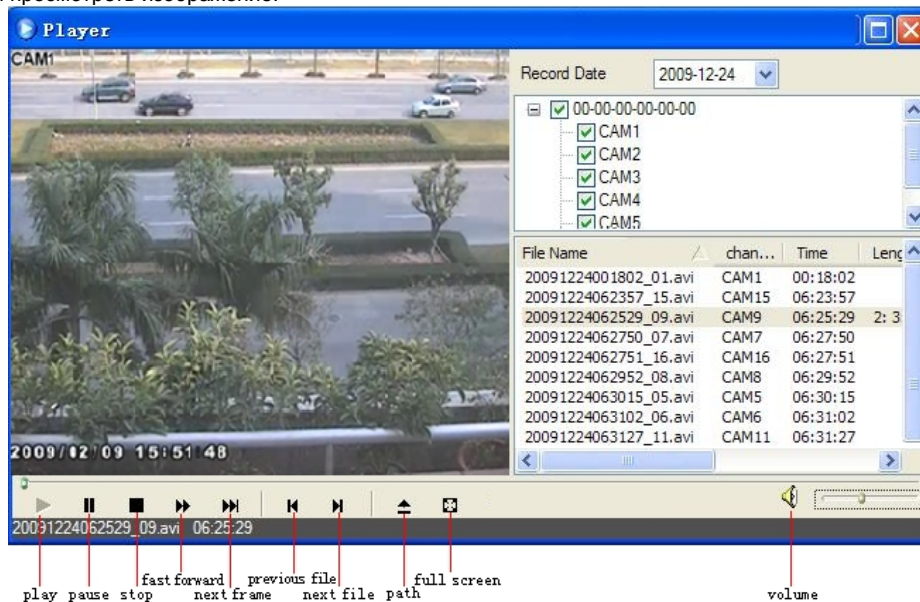 просмотреть изображение.
Player
CAM1
2009/12/09 15:51:48
Record Date 2009-12-24
00-00-00-00-00-00
CAM1
CAM2
CAM3
CAM4
CAM5
File Name chan... Time Leng
20091224001802_01.avi CAM1 00:18:02
20091224062357_15.avi CAM15 06:23:57
20091224062529_09.avi CAM9 06:25:29 2: 3
20091224062750_07.avi CAM7 06:27:50
20091224062751_16.avi CAM16 06:27:51
20091224062952_08.avi CAM8 06:29:52
20091224063015_05.avi CAM5 06:30:15
20091224063102_06.avi CAM6 06:31:02
20091224063127_11.avi CAM11 06:31:27
20091224062529_09.avi 06:25:29
fast forward previous file full screen
play pause stop next frame next file path volume